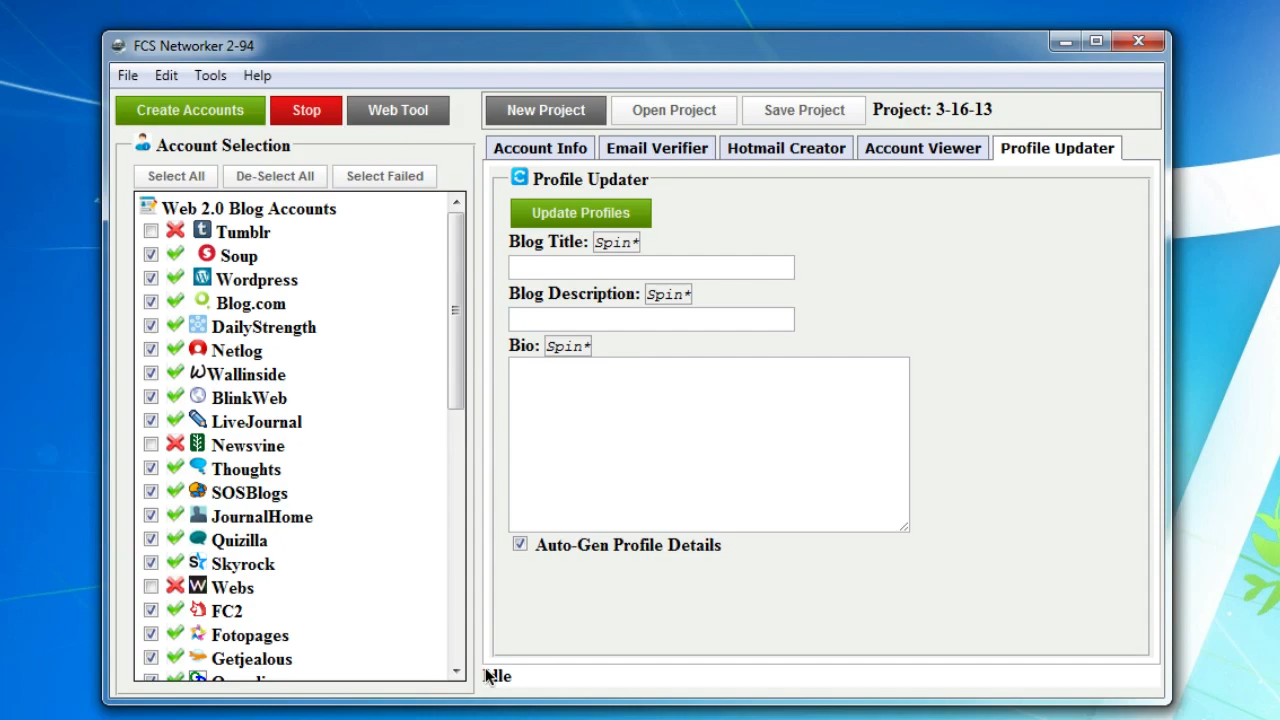 FCS Networker 2-94
File Edit Tools Help
Create Accounts Stop Web Tool
New Project Open Project Save Project Project: 3-16-13
Account Selection
Select All De-Select All Select Failed
Web 2.0 Blog Accounts
Tumblr
Soup
Wordpress
Blog.com
DailyStrength
Netlog
Wallinside
BlinkWeb
LiveJournal
Newsvine
Thoughts
SOSBlogs
JournalHome
Quizilla
Skyrock
Webs
FC2
Fotopages
Getjealous
Account Info Email Verifier Hotmail Creator Account Viewer Profile Updater
Profile Updater
Update Profiles
Blog Title: Spin*
Blog Description: Spin*
Bio: Spin*
Auto-Gen Profile Details
Idle